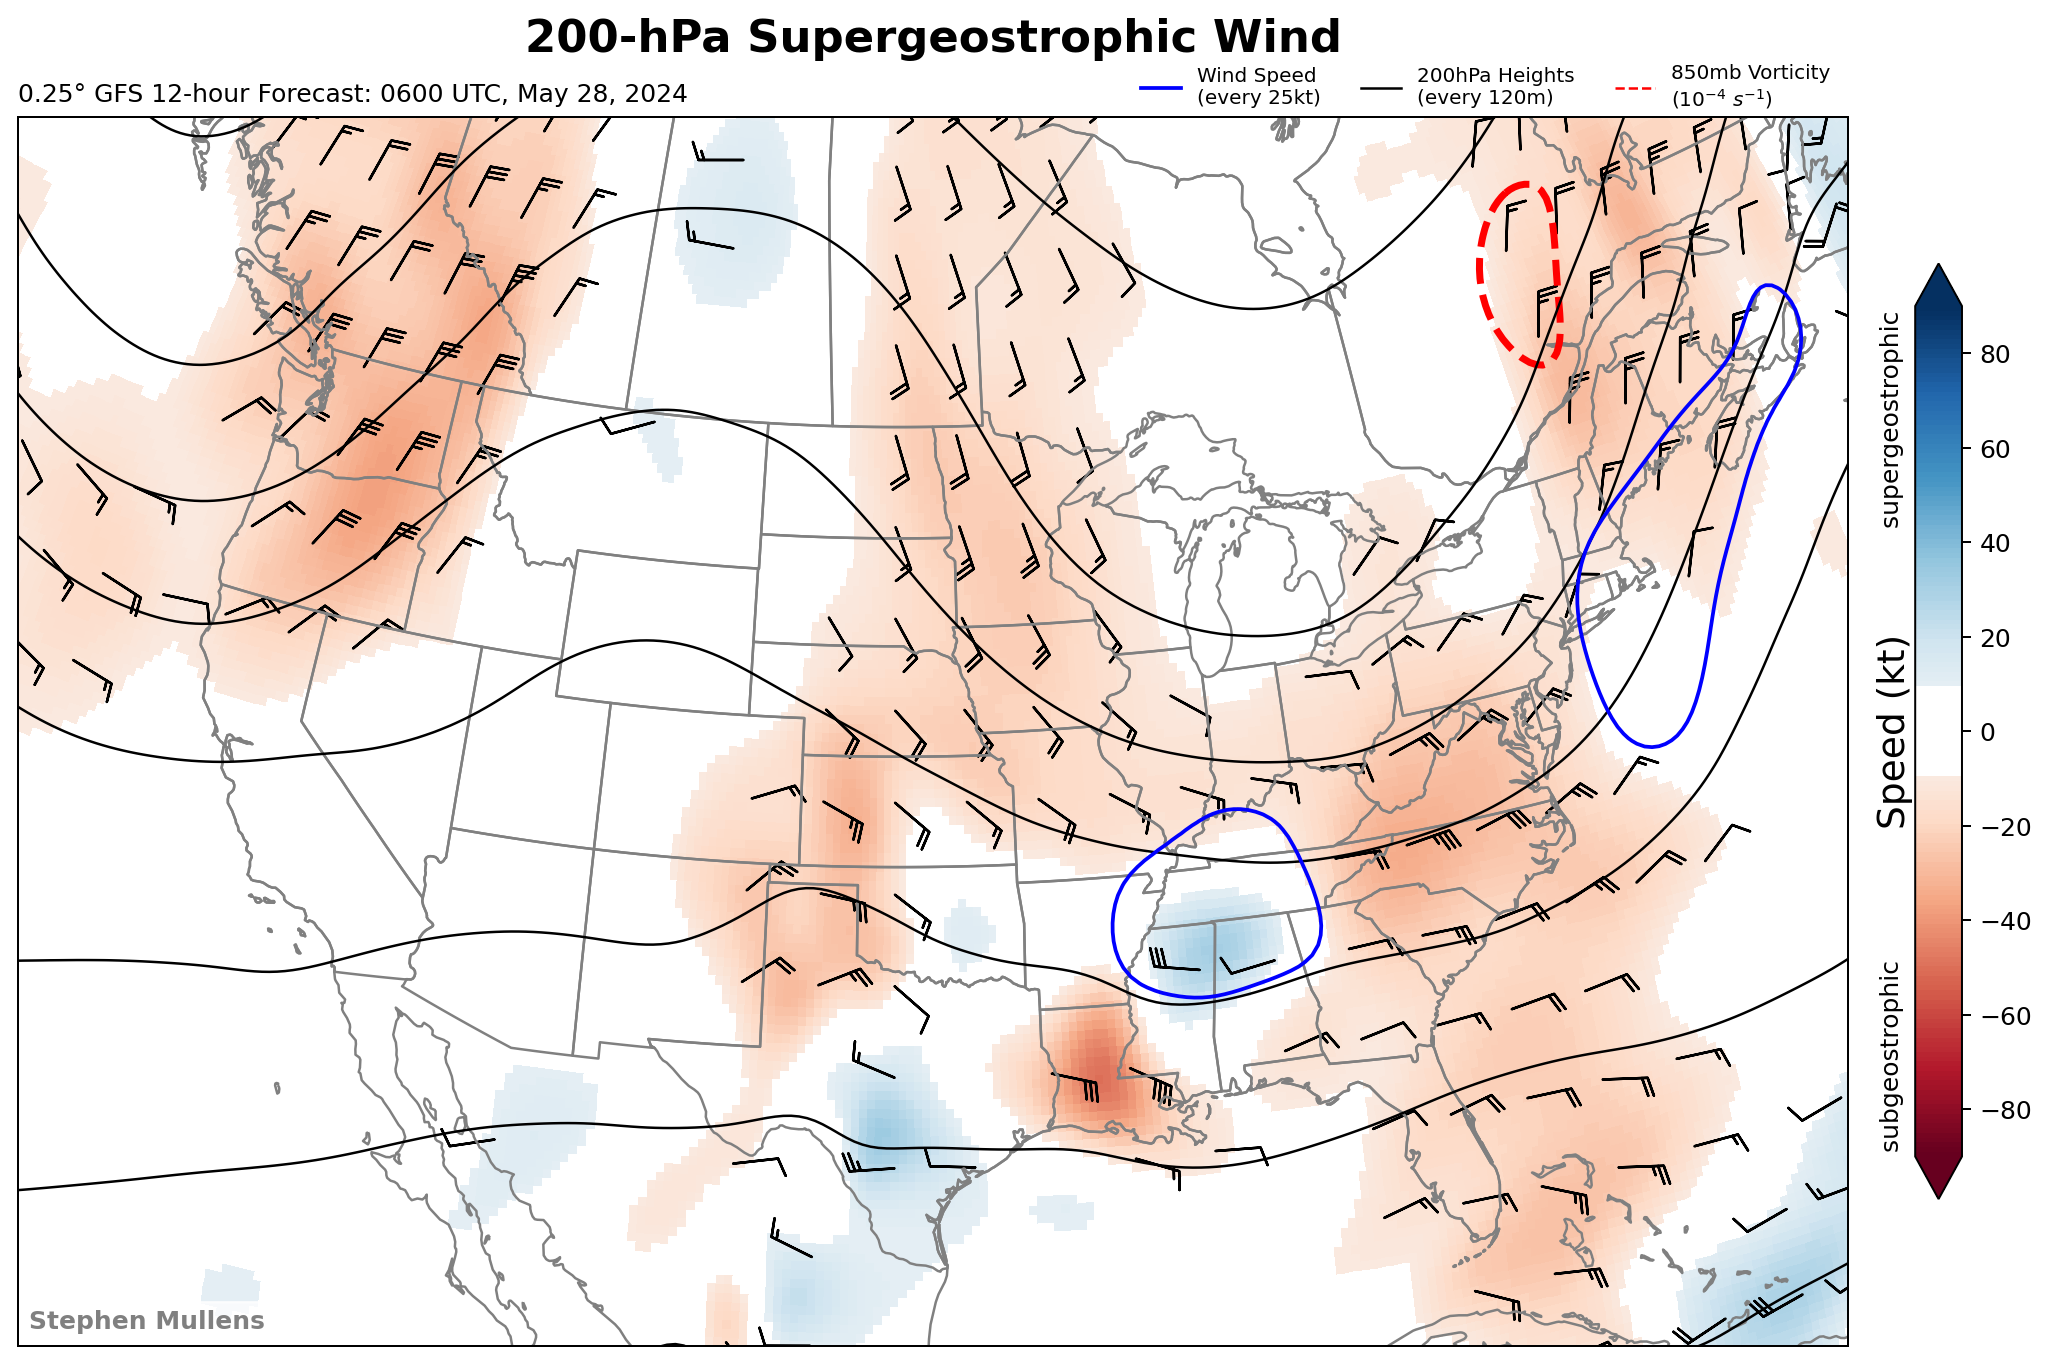 200-hPa Supergeostrophic Wind
0.25° GFS 12-hour Forecast: 0600 UTC, May 28, 2024
Wind Speed
(every 25kt)
200hPa Heights
(every 120m)
850mb Vorticity
(10⁻⁴ s⁻¹)
supergeostrophic
Speed (kt)
subgeostrophic
80
60
40
20
0
−20
−40
−60
−80
Stephen Mullens